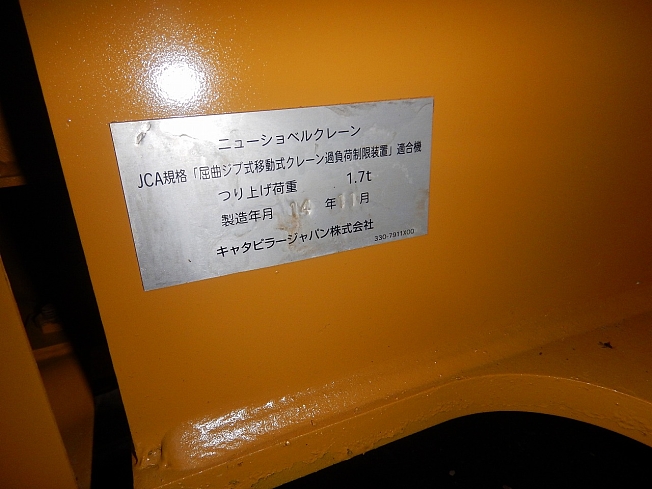 ニューショベルクレーン
JCA規格「屈曲ジブ式移動式クレーン過負荷制限装置」適合機
つり上げ荷重 1.7t
製造年月 14 年 11 月
キャタピラージャパン株式会社
330-7911X00